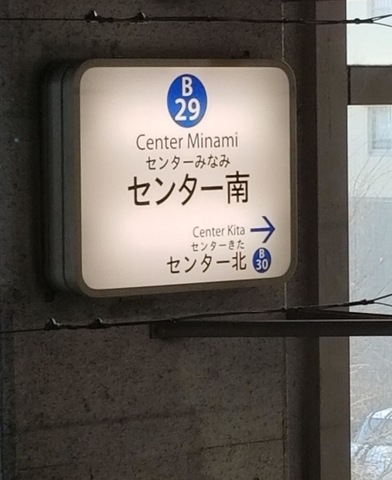 B
29
Center Minami
センターみなみ
センター南
Center Kita →
センターきた
センター北 B 30